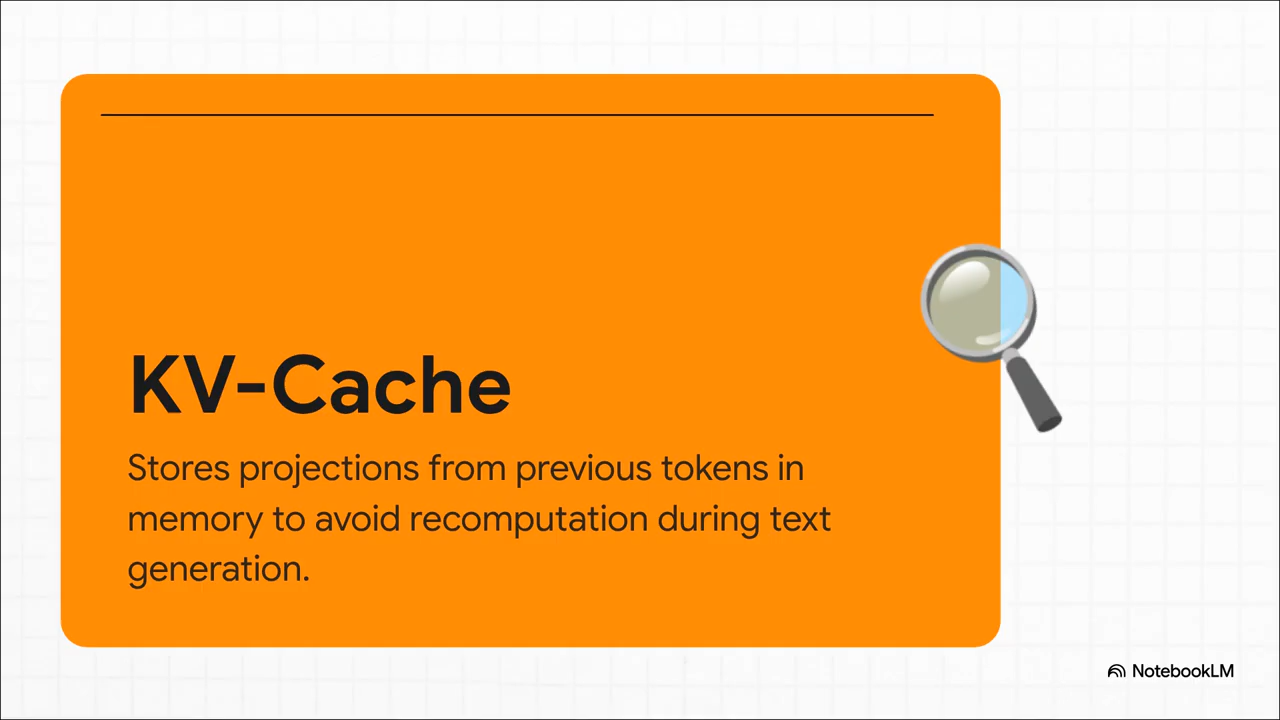 KV-Cache
Stores projections from previous tokens in
memory to avoid recomputation during text
generation.
NotebookLM